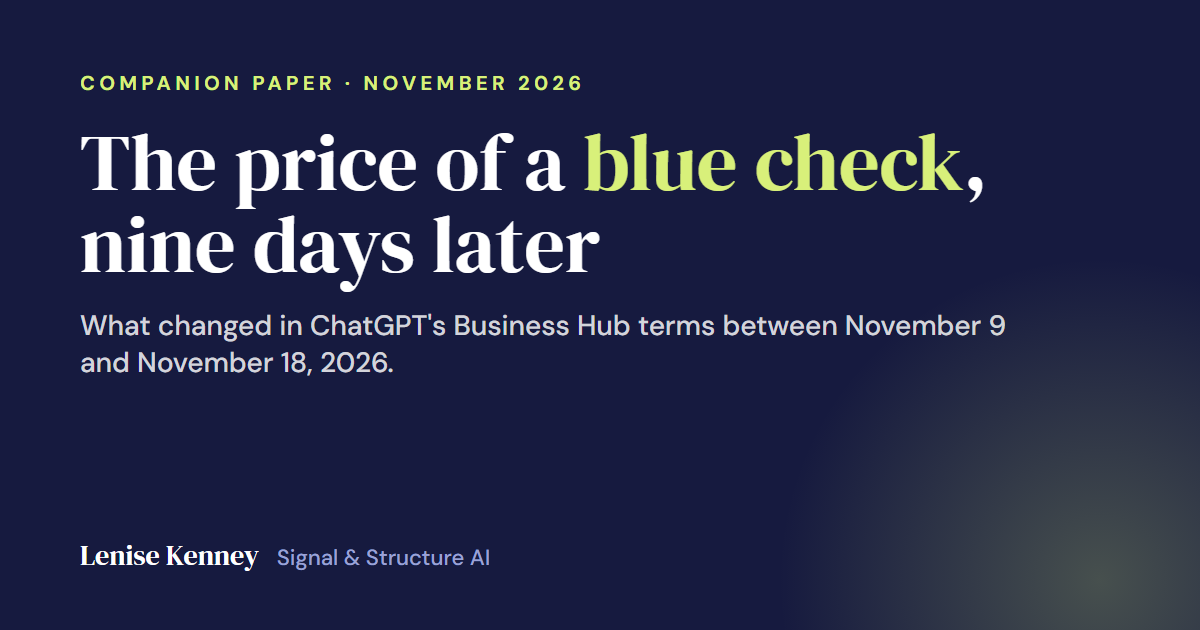 COMPANION PAPER · NOVEMBER 2026
The price of a blue check,
nine days later
What changed in ChatGPT's Business Hub terms between November 9
and November 18, 2026.
Lenise Kenney Signal & Structure AI